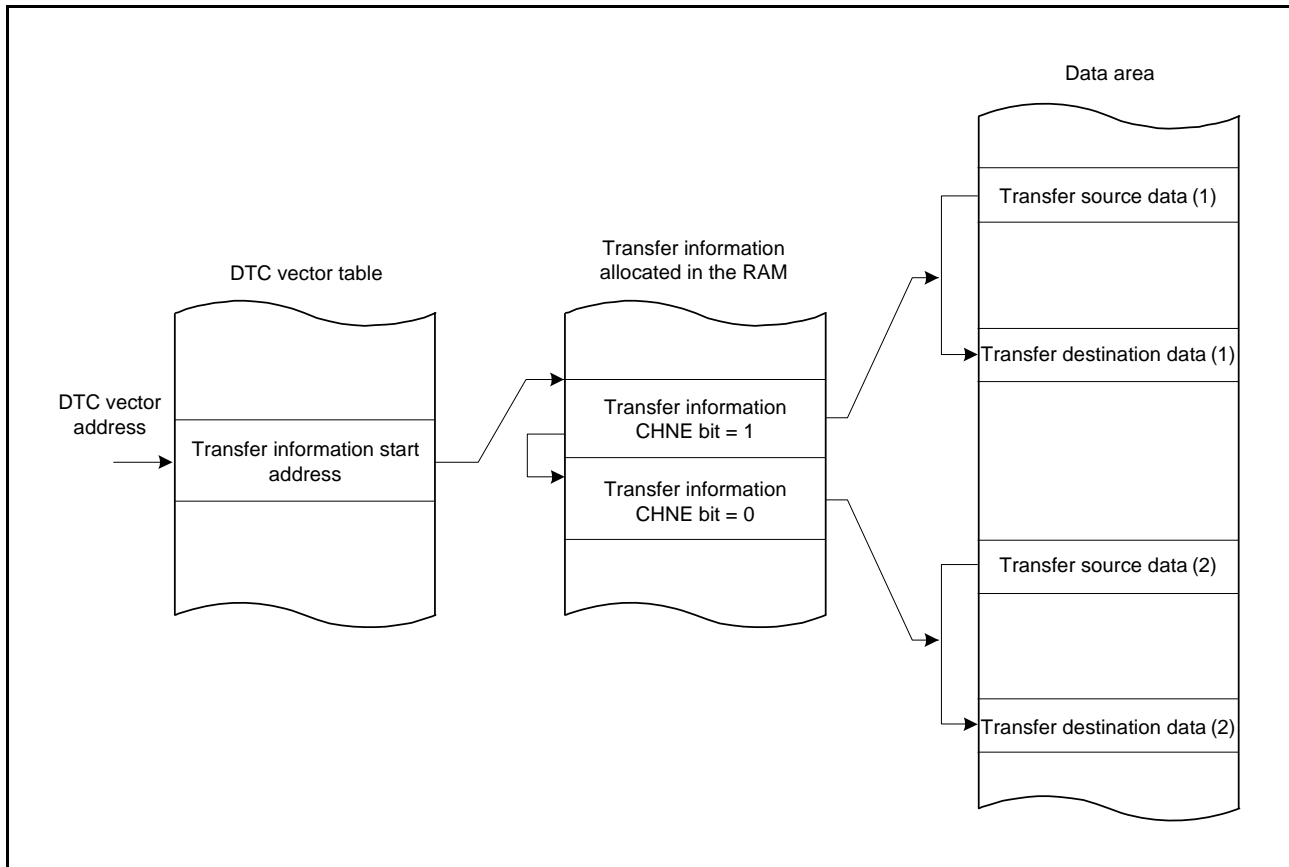 Data area
Transfer source data (1)
Transfer information
allocated in the RAM
DTC vector table
Transfer destination data (1)
DTC vector
address
Transfer information
CHNE bit = 1
Transfer information start
address
Transfer information
CHNE bit = 0
Transfer source data (2)
Transfer destination data (2)